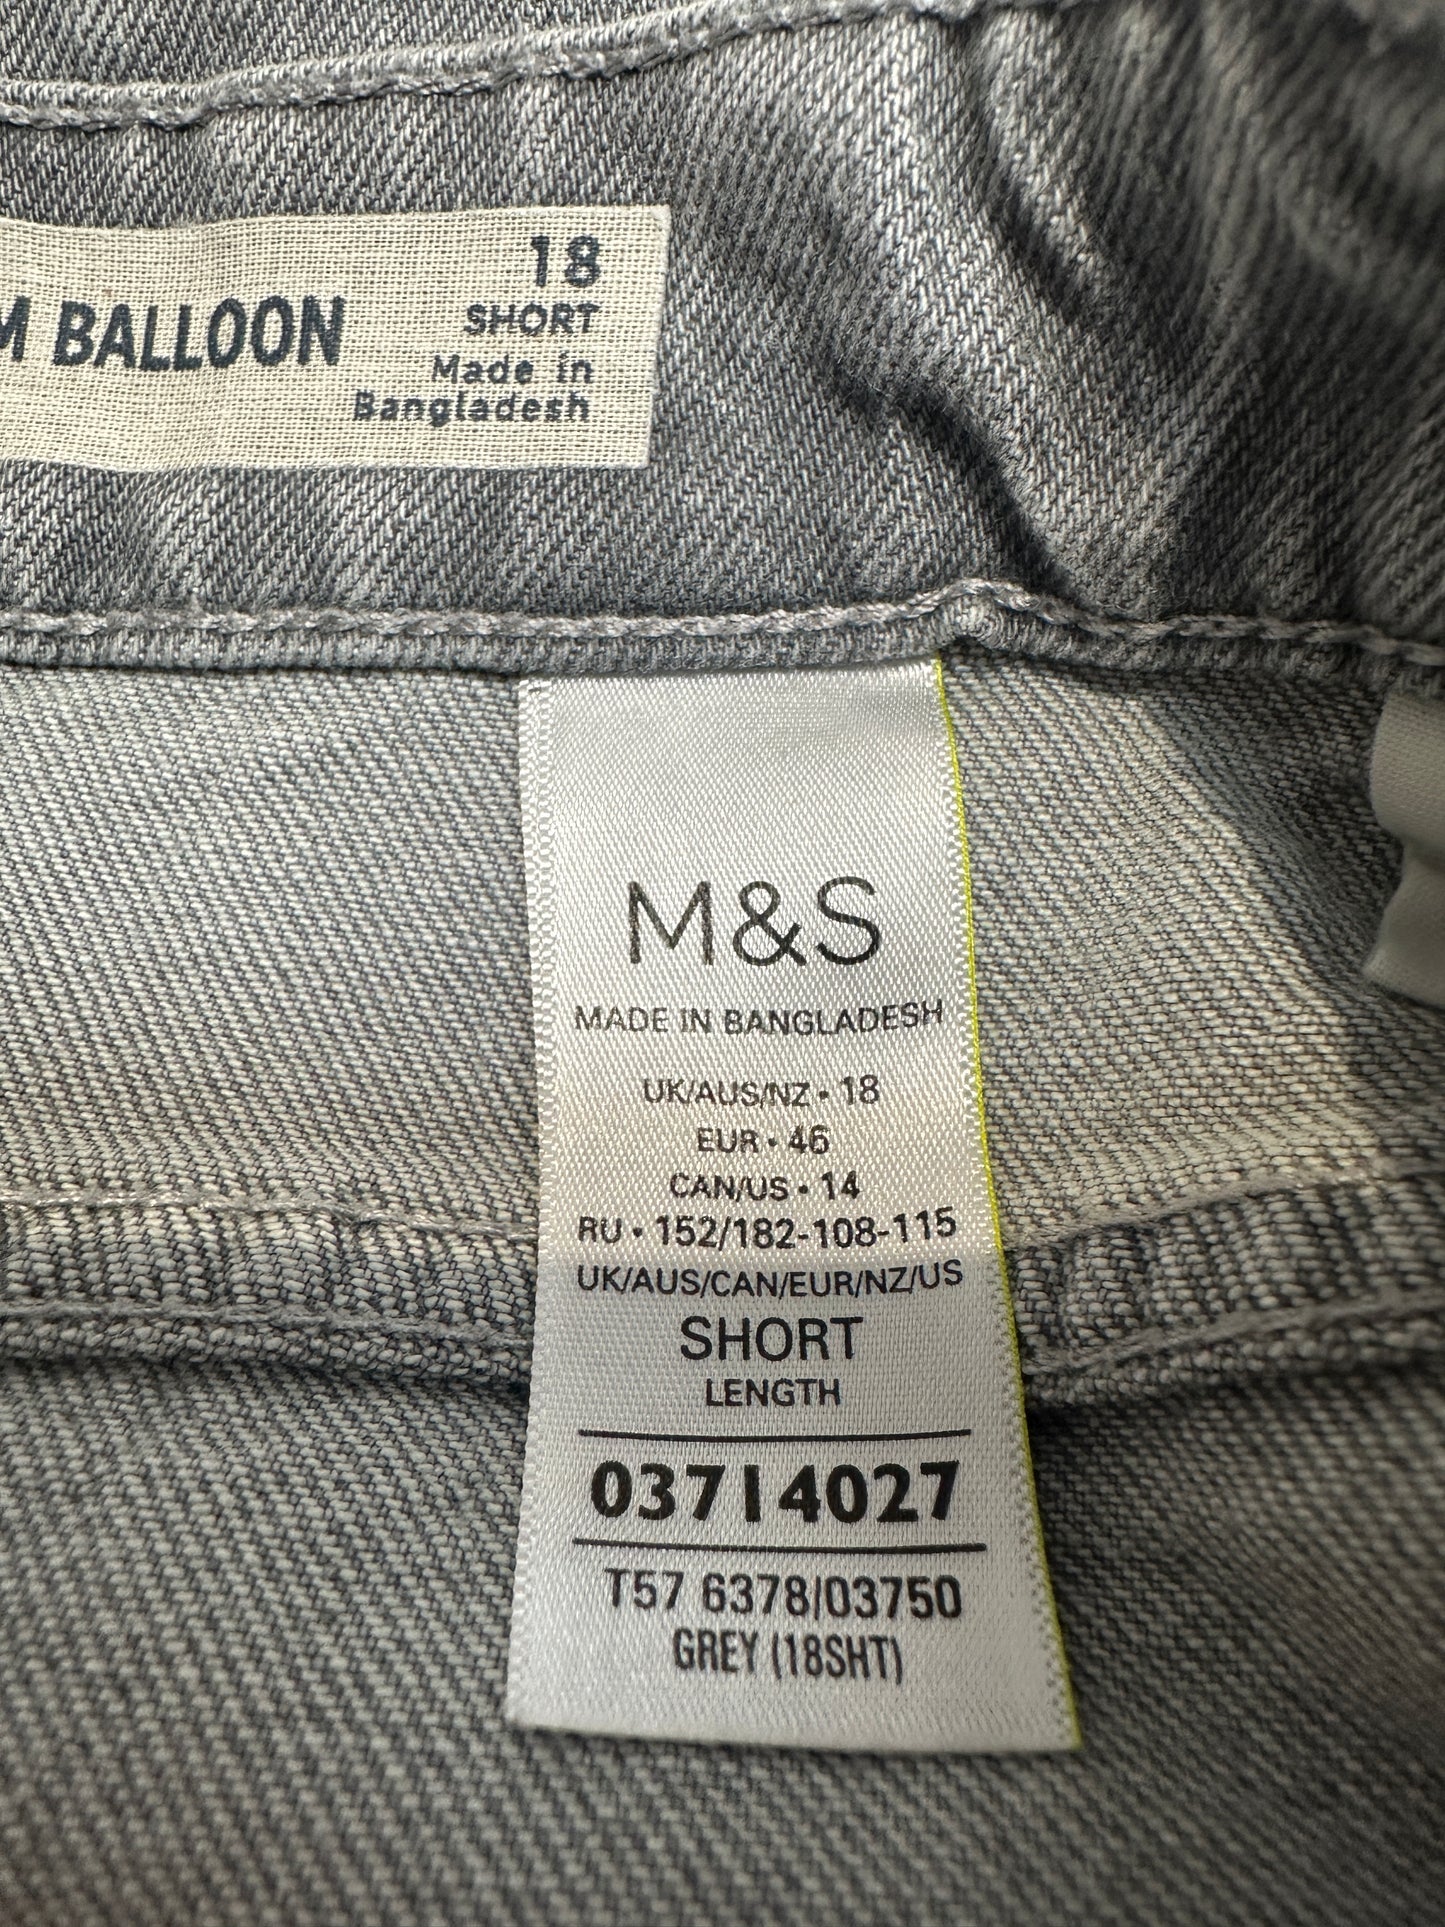 18
SHORT
M BALLOON
Made in
Bangladesh
M&S
MADE IN BANGLADESH
UK/AUS/NZ • 18
EUR • 46
CAN/US • 14
RU • 152/182-108-115
UK/AUS/CAN/EUR/NZ/US
SHORT
LENGTH
03714027
T57 6378/03750
GREY (18SHT)